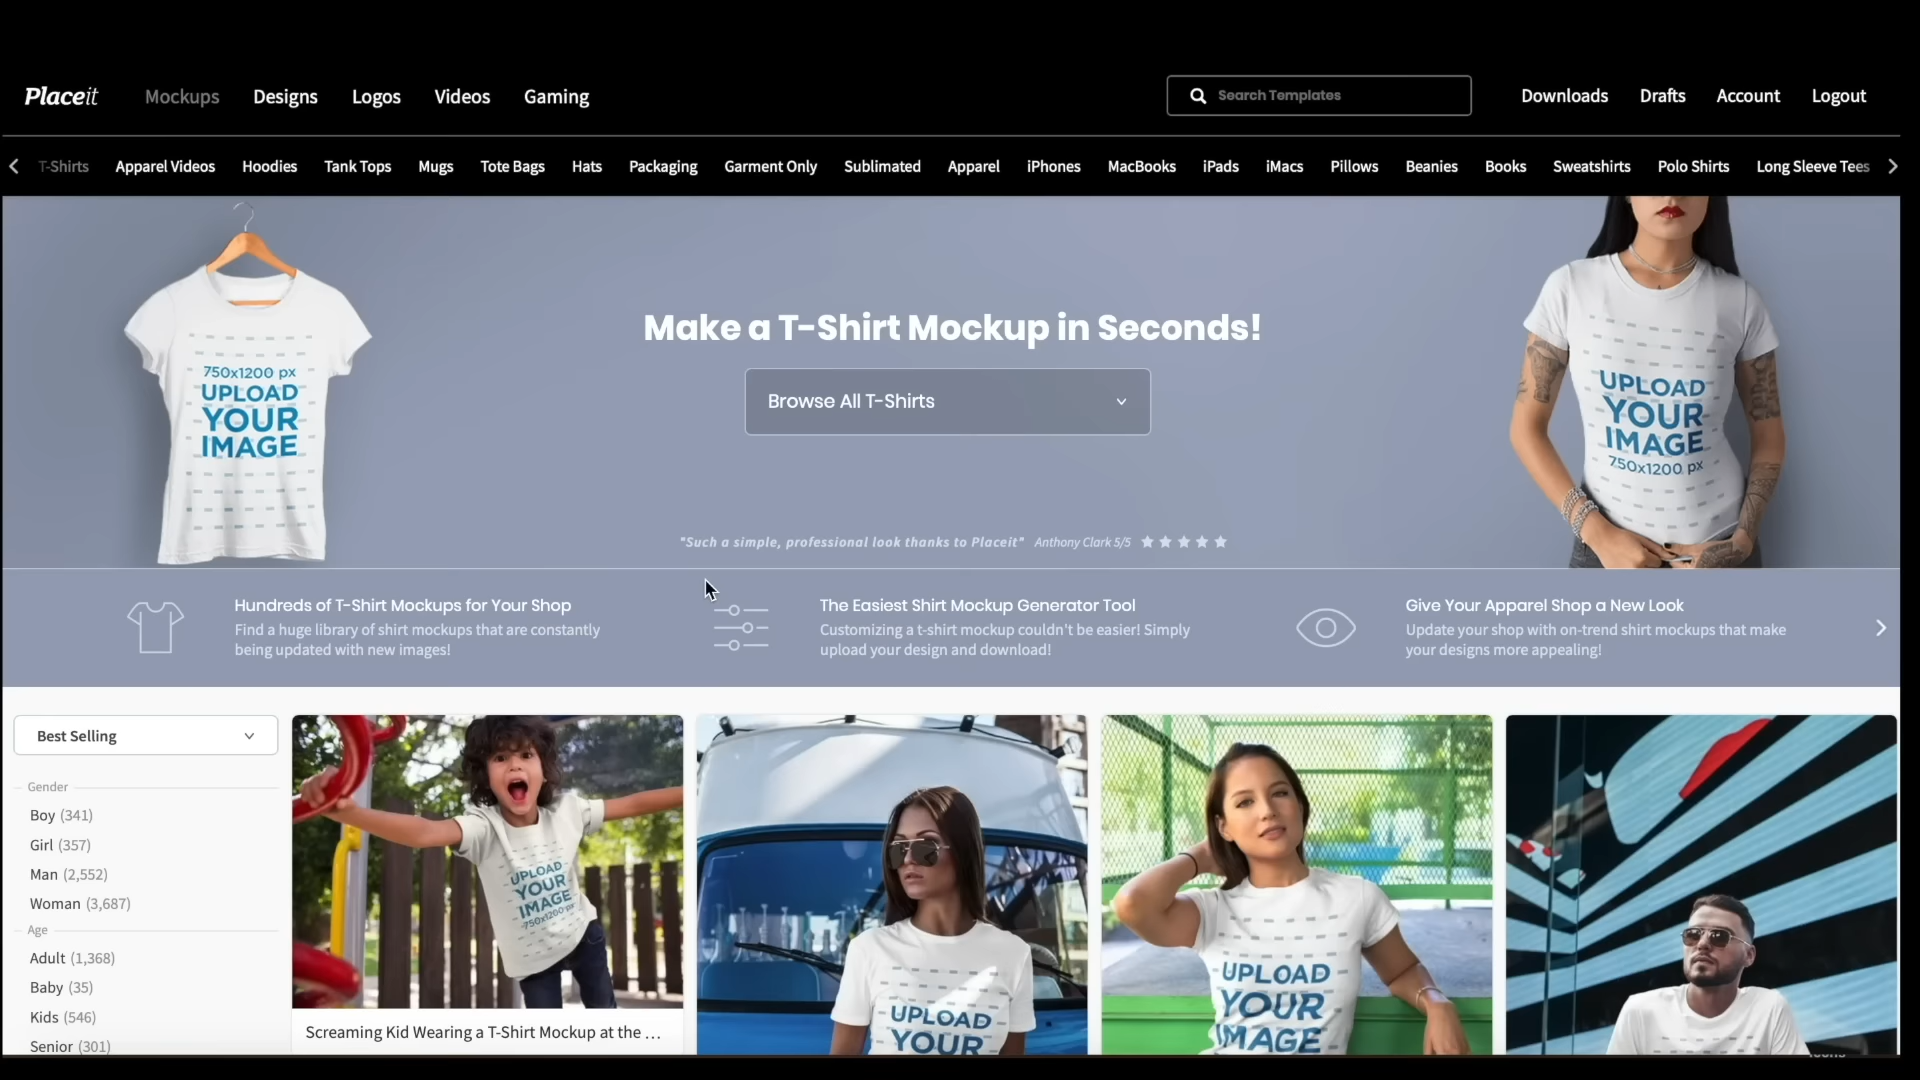 Placeit
Mockups
Designs
Logos
Videos
Gaming
Search Templates
Downloads
Drafts
Account
Logout
T-Shirts
Apparel Videos
Hoodies
Tank Tops
Mugs
Tote Bags
Hats
Packaging
Garment Only
Sublimated
Apparel
iPhones
MacBooks
iPads
iMacs
Pillows
Beanies
Books
Sweatshirts
Polo Shirts
Long Sleeve Tees
750x1200 px
UPLOAD
YOUR
IMAGE
Make a T-Shirt Mockup in Seconds!
Browse All T-Shirts
"Such a simple, professional look thanks to Placeit" Anthony Clark 5/5
UPLOAD
YOUR
IMAGE
750x1200 px
Hundreds of T-Shirt Mockups for Your Shop
Find a huge library of shirt mockups that are constantly
being updated with new images!
The Easiest Shirt Mockup Generator Tool
Customizing a t-shirt mockup couldn't be easier! Simply
upload your design and download!
Give Your Apparel Shop a New Look
Update your shop with on-trend shirt mockups that make
your designs more appealing!
Best Selling
Gender
Boy (341)
Girl (357)
Man (2,552)
Woman (3,687)
Age
Adult (1,368)
Baby (35)
Kids (546)
Senior (301)
UPLOAD
YOUR
IMAGE
750x1200 px
Screaming Kid Wearing a T-Shirt Mockup at the ...
UPLOAD
YOUR
UPLOAD
YOUR
IMAGE